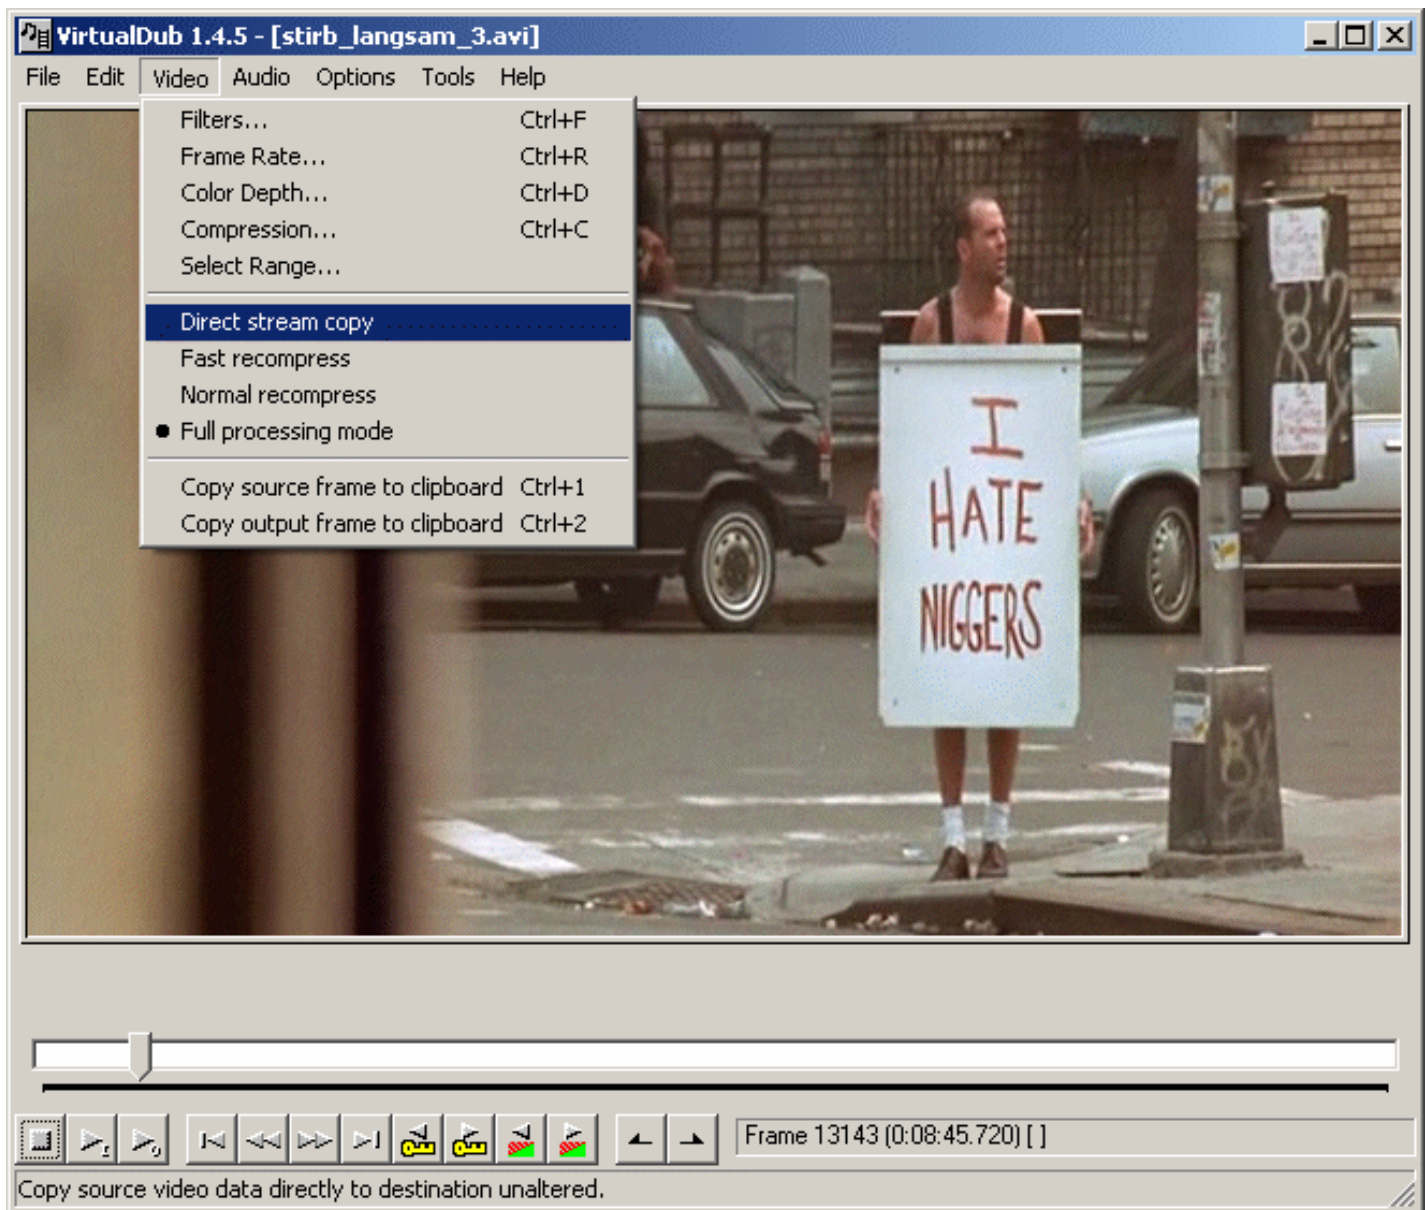 VirtualDub 1.4.5 - [stirb_langsam_3.avi]
File Edit Video Audio Options Tools Help
Filters... Ctrl+F
Frame Rate... Ctrl+R
Color Depth... Ctrl+D
Compression... Ctrl+C
Select Range...
Direct stream copy
Fast recompress
Normal recompress
Full processing mode
Copy source frame to clipboard Ctrl+1
Copy output frame to clipboard Ctrl+2
I
HATE
NIGGERS
Frame 13143 (0:08:45.720) [ ]
Copy source video data directly to destination unaltered.